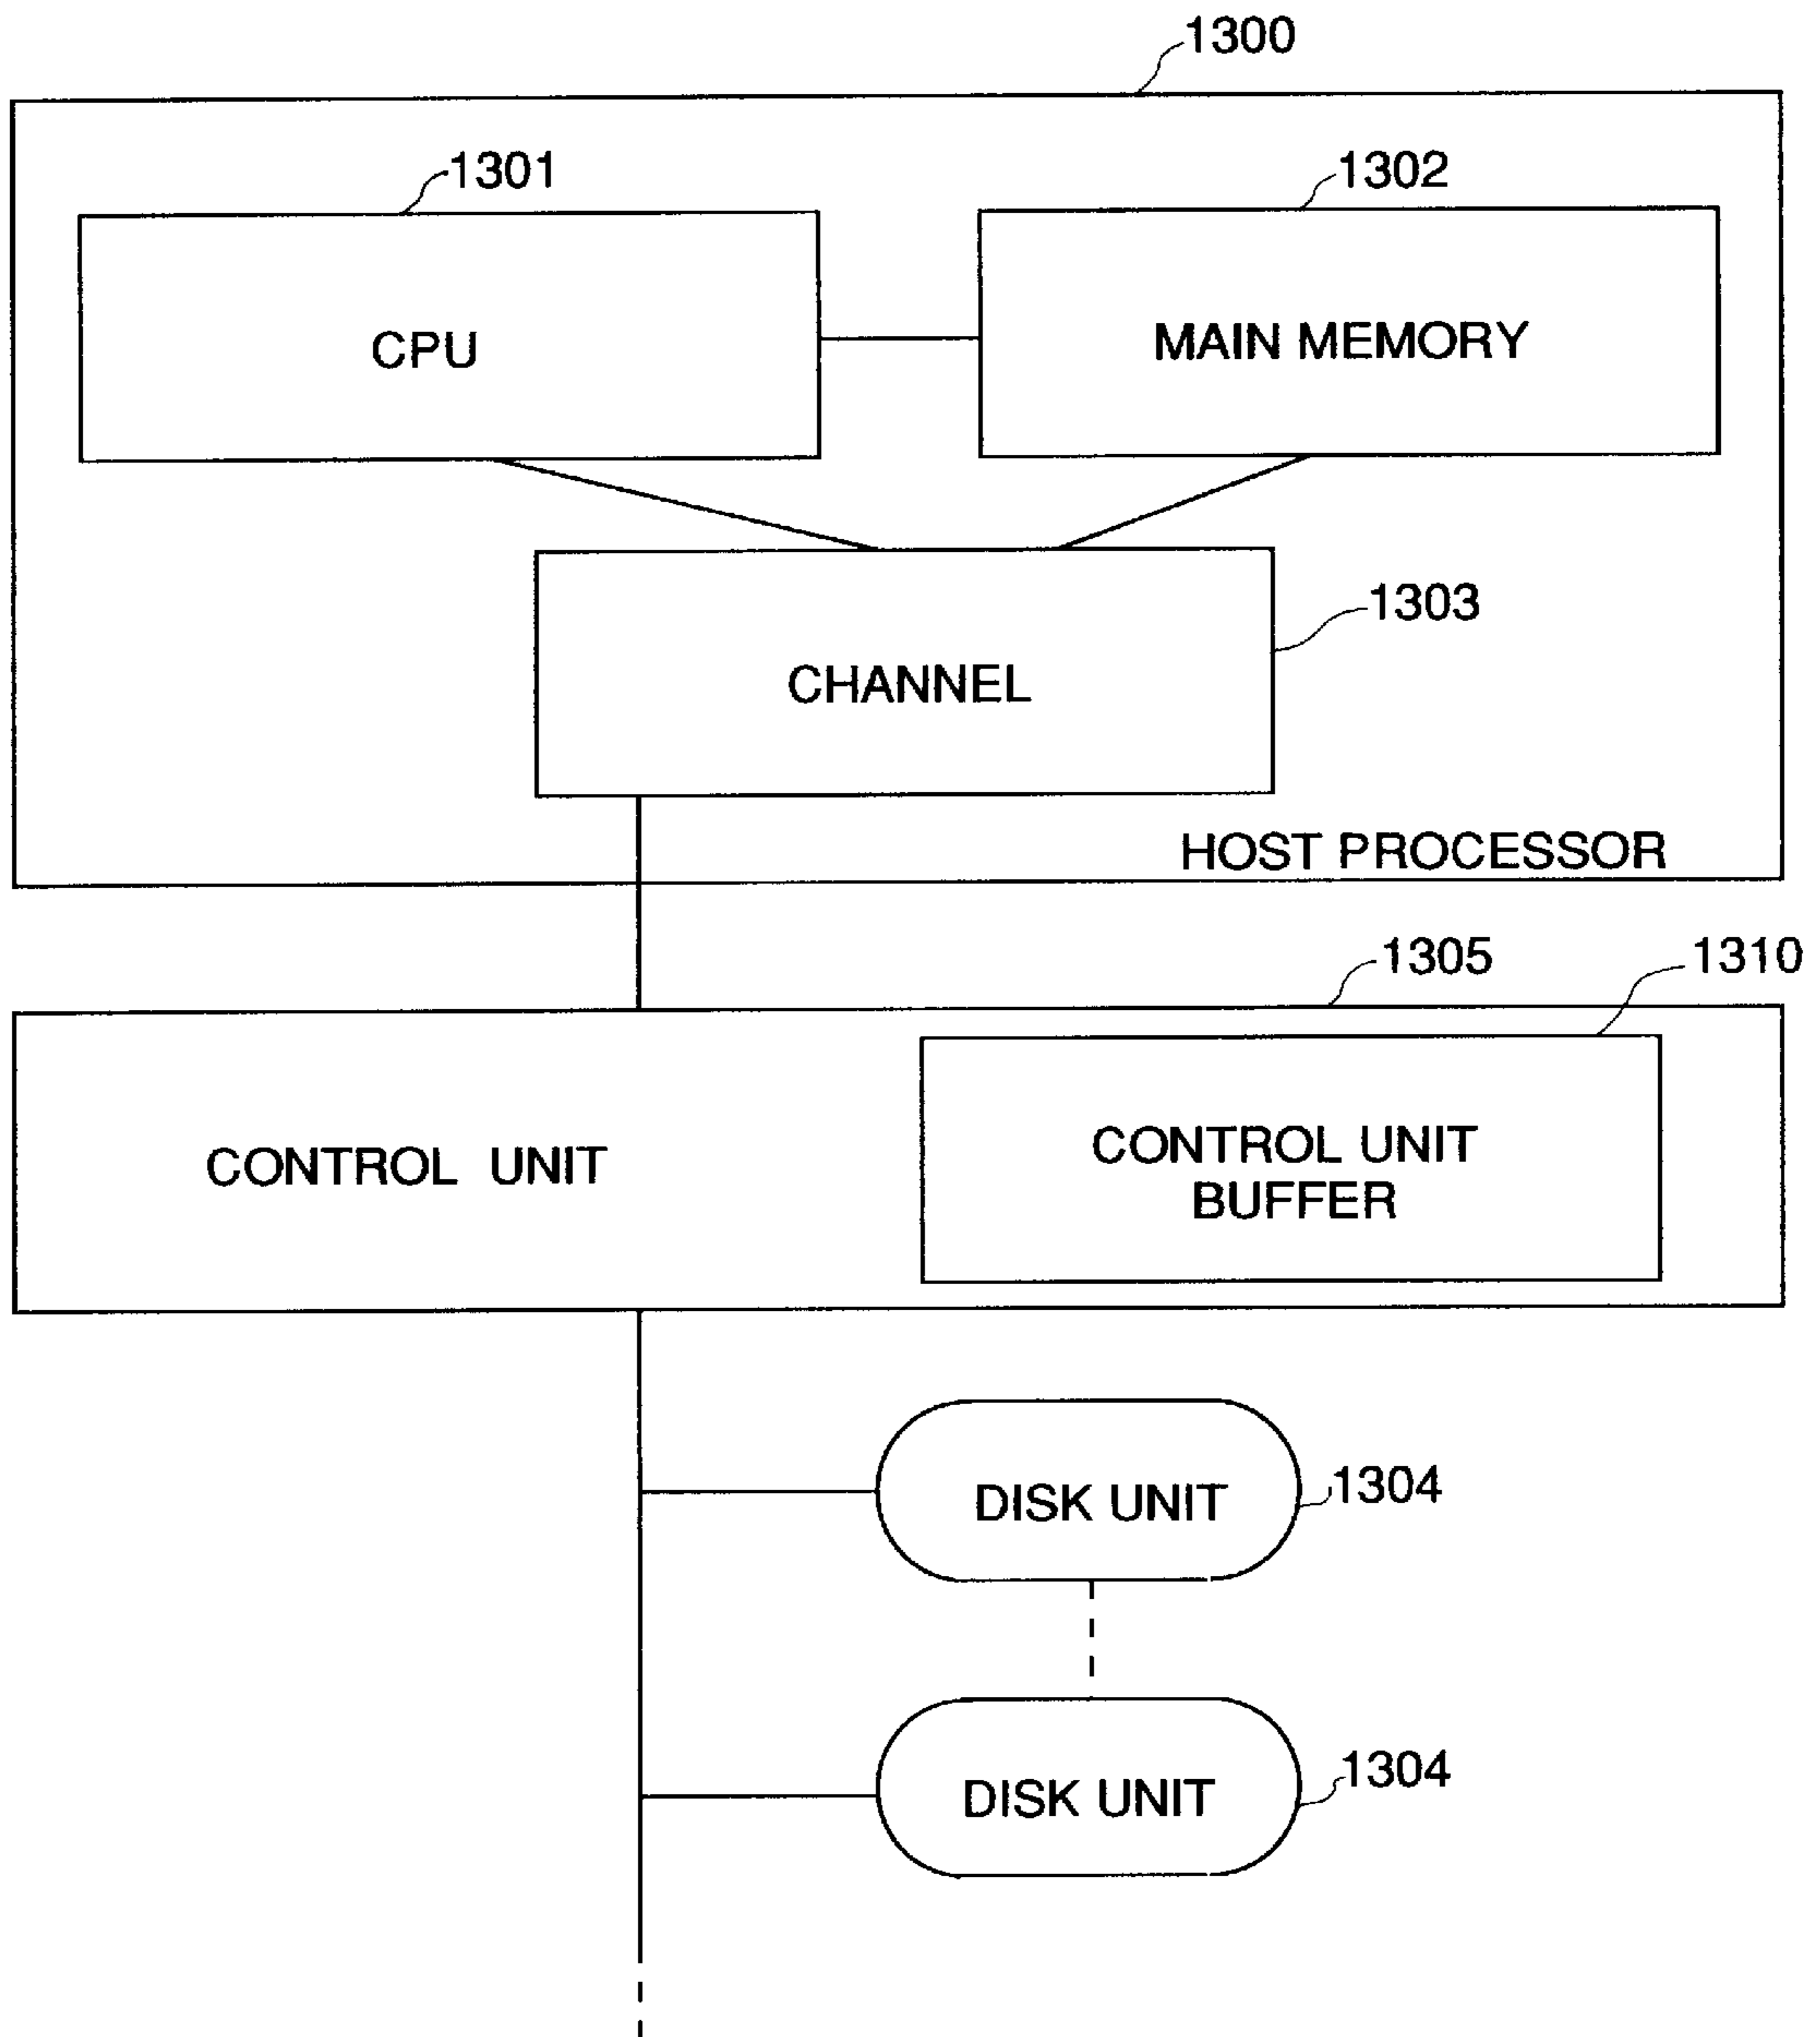 1300
1301
1302
CPU
MAIN MEMORY
1303
CHANNEL
HOST PROCESSOR
1305
1310
CONTROL UNIT
CONTROL UNIT
BUFFER
DISK UNIT
1304
DISK UNIT
1304